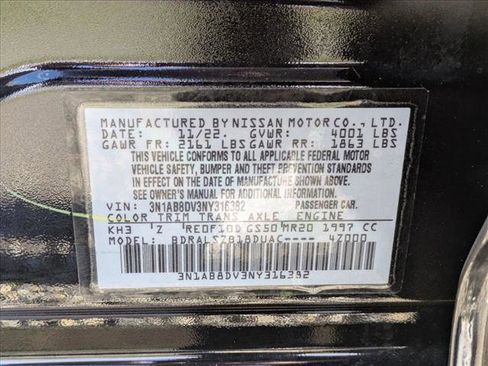 MANUFACTURED BY NISSAN MOTOR CO., LTD.
DATE: 11/22. GVWR: 4001 LBS
GAWR FR: 2161 LBS GAWR RR: 1863 LBS
THIS VEHICLE CONFORMS TO ALL APPLICABLE FEDERAL MOTOR
VEHICLE SAFETY, BUMPER AND THEFT PREVENTION STANDARDS
IN EFFECT ON THE DATE OF MANUFACTURE SHOWN ABOVE.
SEE OWNER'S MANUAL FOR ADDITIONAL INFORMATION
VIN: 3N1AB8DV3NY316392 PASSENGER CAR.
COLOR TRIM TRANS AXLE ENGINE
KH3 'Z RE0F10D GS50 MR20 1997 CC
MODEL: BDRALSZB18DUAC---- 47000
3N1AB8DV3NY316392